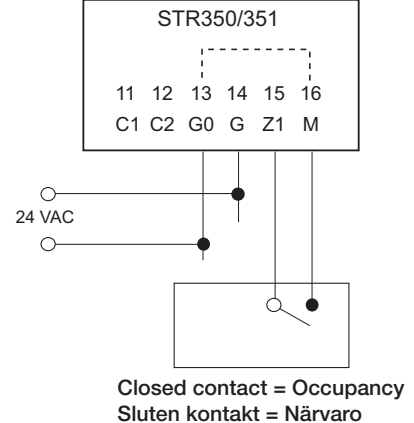 STR350/351
11 12 13 14 15 16
C1 C2 G0 G Z1 M
24 VAC
Closed contact = Occupancy
Sluten kontakt = Närvaro